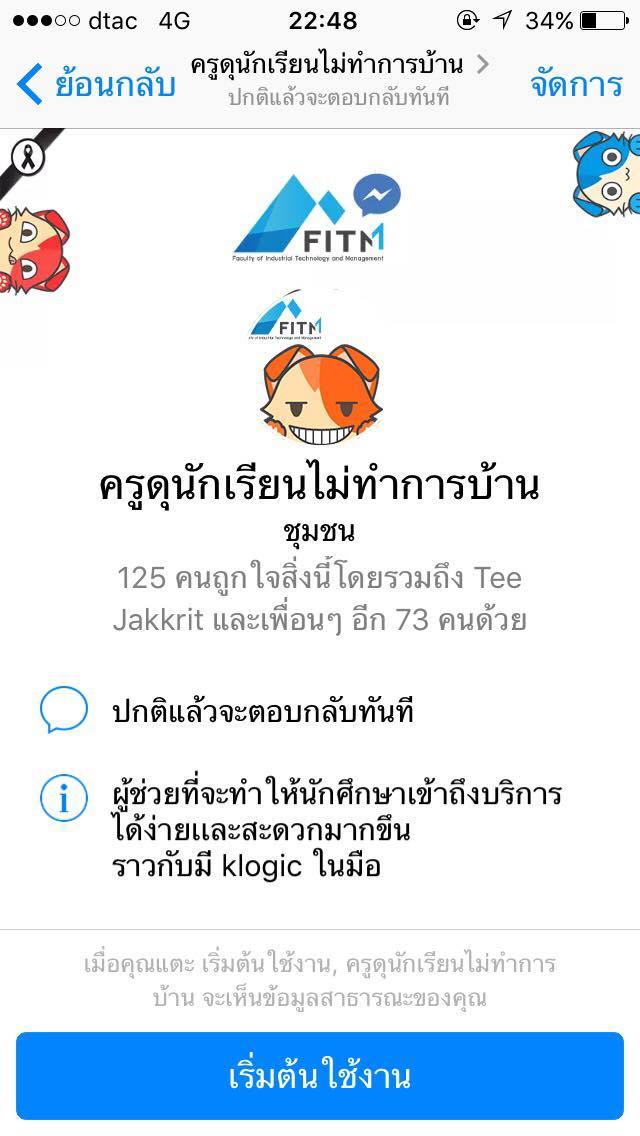 dtac 4G 22:48 34%
ย้อนกลับ ครูดุนักเรียนไม่ทำการบ้าน จัดการ
ปกติแล้วจะตอบกลับทันที
FITM
Faculty of Industrial Technology and Management
FITM
ครูดุนักเรียนไม่ทำการบ้าน
ชุมชน
125 คนถูกใจสิ่งนี้โดยรวมถึง Tee
Jakkrit และเพื่อนๆ อีก 73 คนด้วย
ปกติแล้วจะตอบกลับทันที
ผู้ช่วยที่จะทำให้นักศึกษาเข้าถึงบริการ
ได้ง่ายและสะดวกมากขึน
ราวกับมี klogic ในมือ
เมื่อคุณแตะ เริ่มต้นใช้งาน, ครูดุนักเรียนไม่ทำการ
บ้าน จะเห็นข้อมูลสาธารณะของคุณ
เริ่มต้นใช้งาน